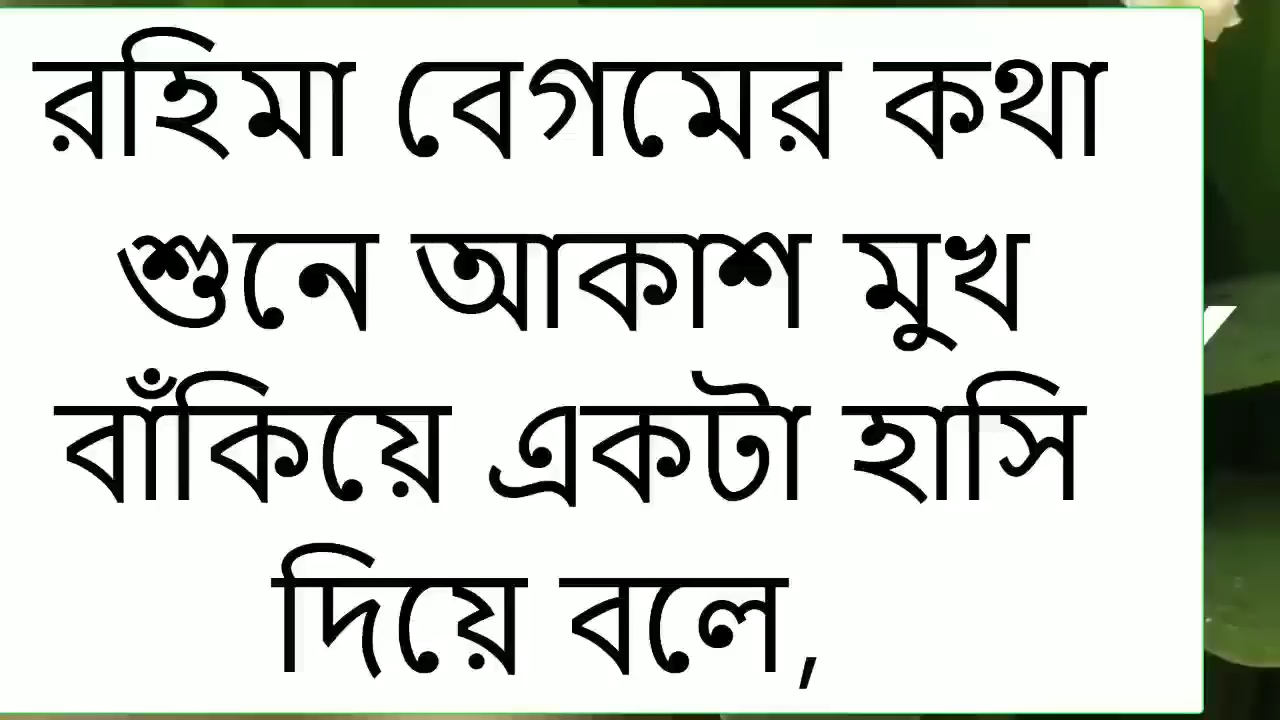 রহিমা বেগমের কথা
শুনে আকাশ মুখ
বাঁকিয়ে একটা হাসি
দিয়ে বলে,